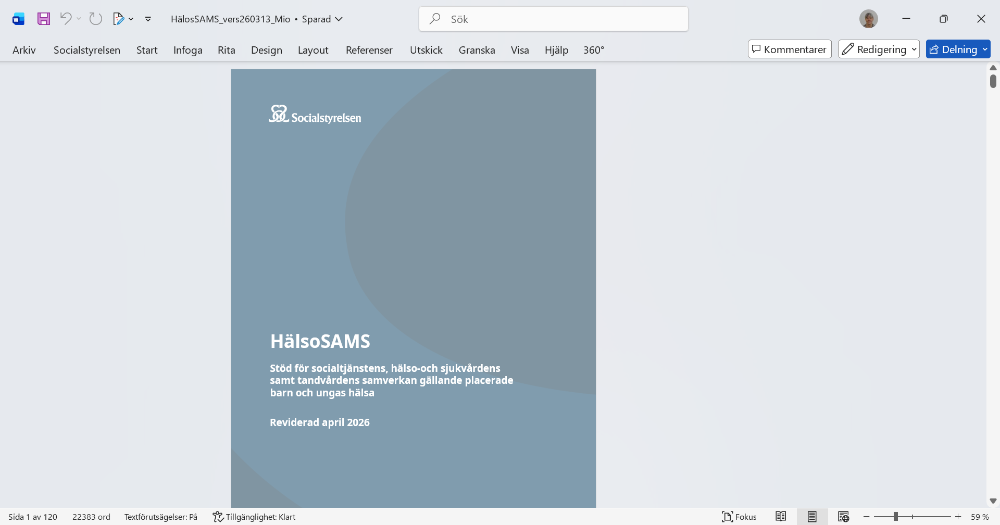 HälosSAMS_vers260313_Mio • Sparad
Sök
Arkiv Socialstyrelsen Start Infoga Rita Design Layout Referenser Utskick Granska Visa Hjälp 360° Kommentarer Redigering Delning
Socialstyrelsen
HälsoSAMS
Stöd för socialtjänstens, hälso-och sjukvårdens
samt tandvårdens samverkan gällande placerade
barn och ungas hälsa
Reviderad april 2026
Sida 1 av 120 22383 ord Textförutsägelser: På Tillgänglighet: Klart Fokus 59 %